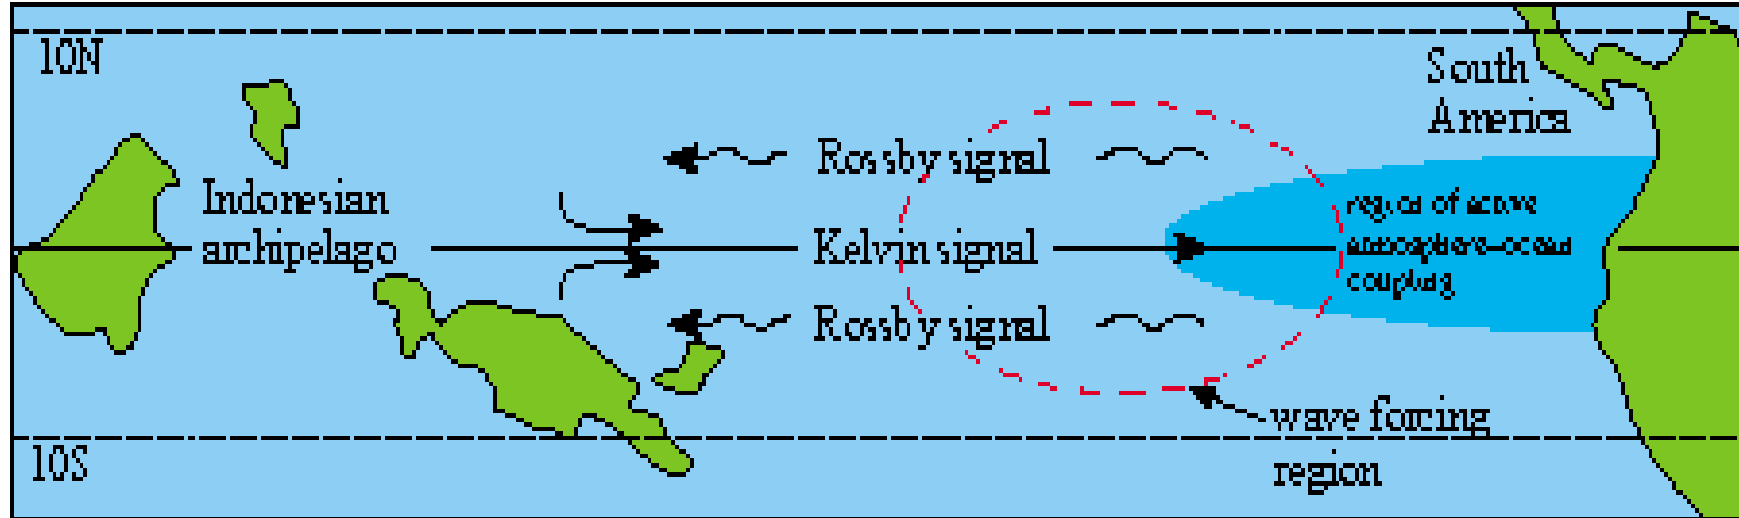 10N
South
America
Rossby signal
Indonesian
archipelago
region of active
atmosphere-ocean
coupling
Kelvin signal
Rossby signal
wave forcing
region
10S